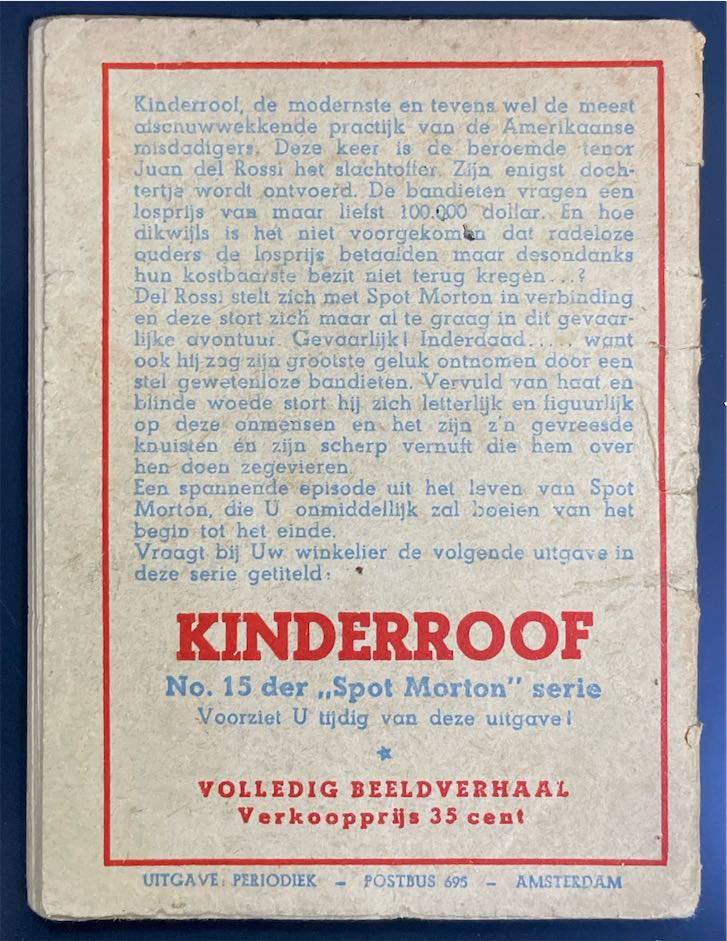 Kinderroof, de modernste en tevens wel de meest
afschuwwekkende practijk van de Amerikaanse
misdadigers. Deze keer is de beroemde tenor
Juan del Rossi het slachtoffer. Zijn enigst doch-
tertje wordt ontvoerd. De bandieten vragen een
losprijs van maar liefst 100.000 dollar. En hoe
dikwijls is het niet voorgekomen dat radeloze
ouders de losprijs betaalden maar desondanks
hun kostbaarste bezit niet terug kregen...?
Del Rossi stelt zich met Spot Morton in verbinding
en deze stort zich maar al te graag in dit gevaar-
lijke avontuur. Gevaarlijk! Inderdaad..... want
ook hij zag zijn grootste geluk ontnomen door een
stel gewetenloze bandieten. Vervuld van haat en
blinde woede stort hij zich letterlijk en figuurlijk
op deze onmensen en het zijn z'n gevreesde
knuisten en zijn scherp vernuft die hem over
hen doen zegevieren.
Een spannende episode uit het leven van Spot
Morton, die U onmiddellijk zal boeien van het
begin tot het einde.
Vraagt bij Uw winkelier de volgende uitgave in
deze serie getiteld:
KINDERROOF
No. 15 der „Spot Morton” serie
Voorziet U tijdig van deze uitgave!
VOLLEDIG BEELDVERHAAL
Verkoopprijs 35 cent
UITGAVE: PERIODIEK – POSTBUS 695 – AMSTERDAM